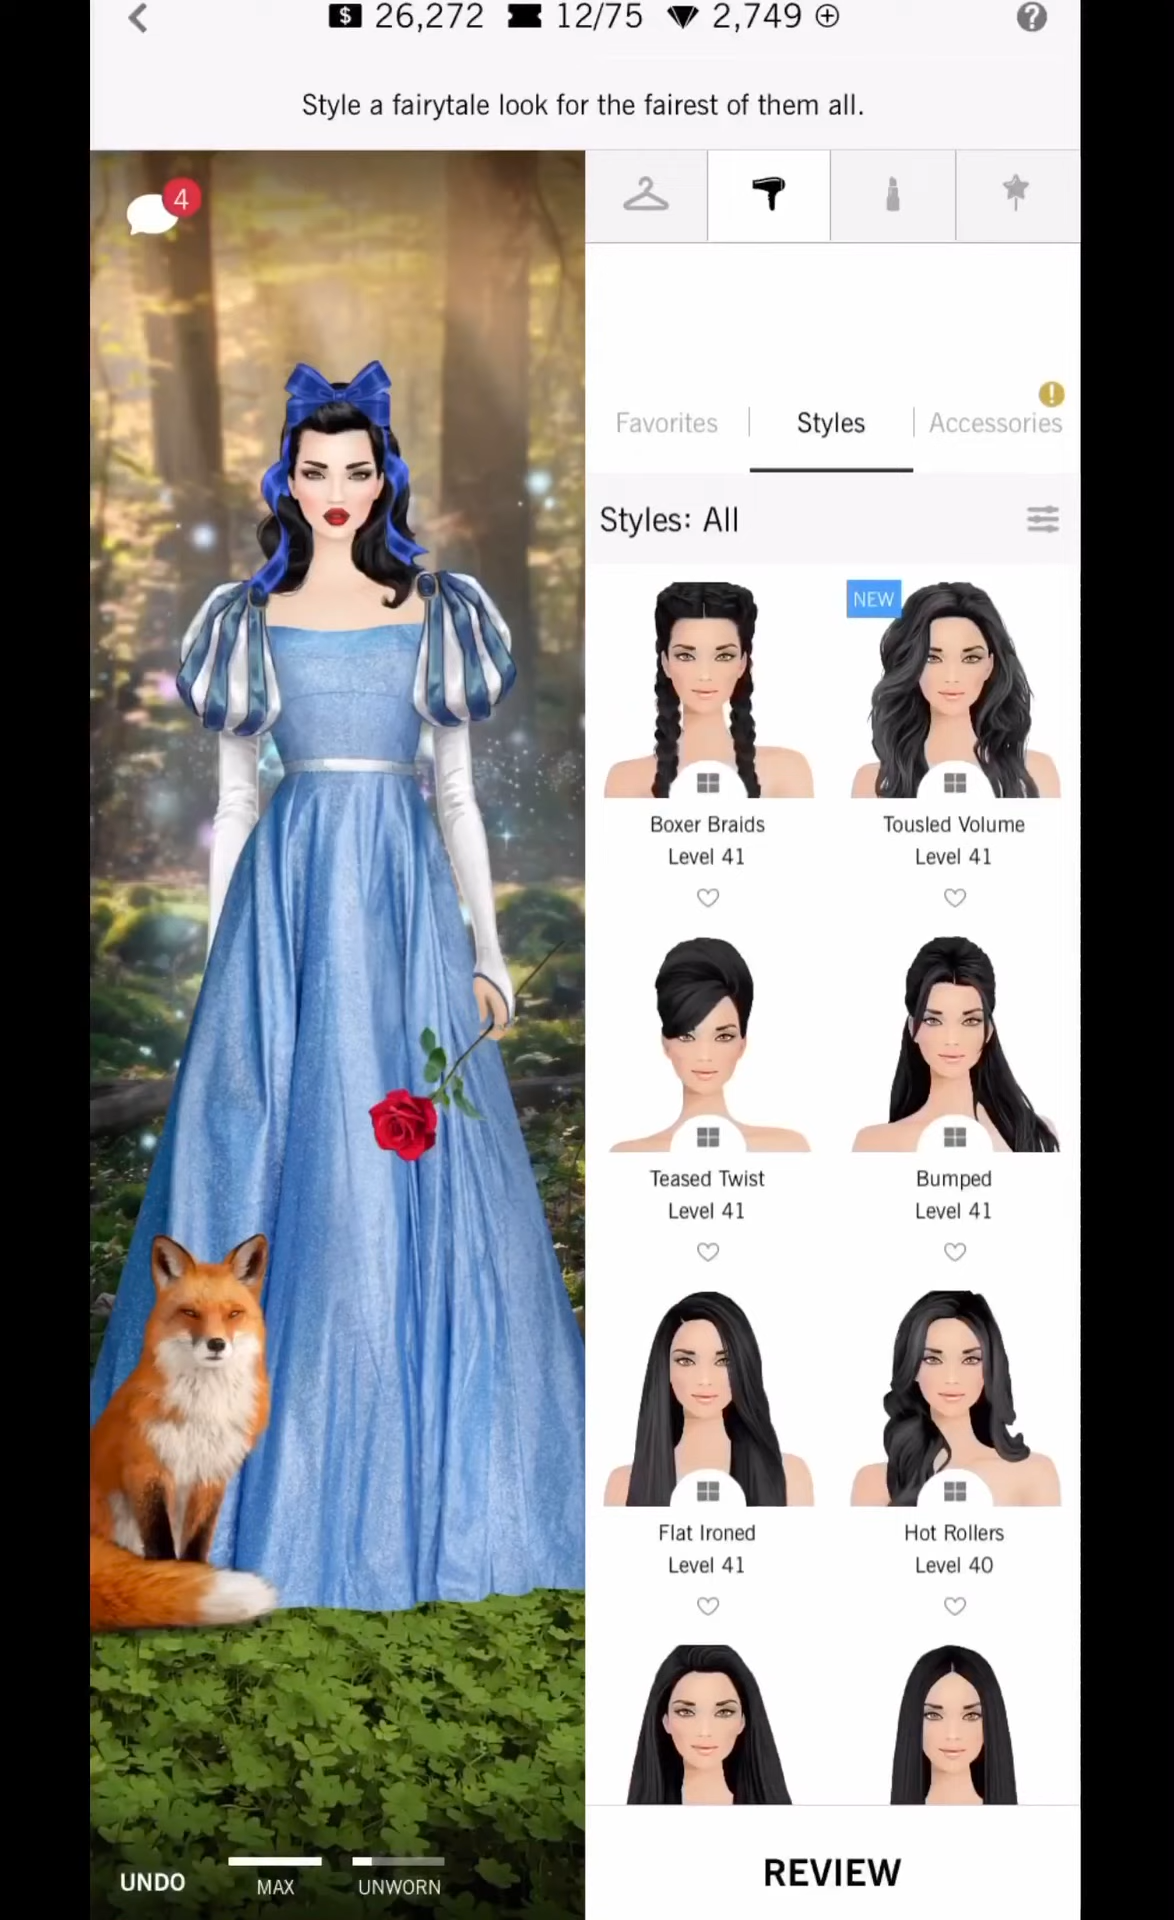 $ 26,272 12/75 2,749
Style a fairytale look for the fairest of them all.
4
Favorites Styles Accessories
Styles: All
NEW
Boxer Braids
Level 41
Tousled Volume
Level 41
Teased Twist
Level 41
Bumped
Level 41
Flat Ironed
Level 41
Hot Rollers
Level 40
UNDO
MAX
UNWORN
REVIEW